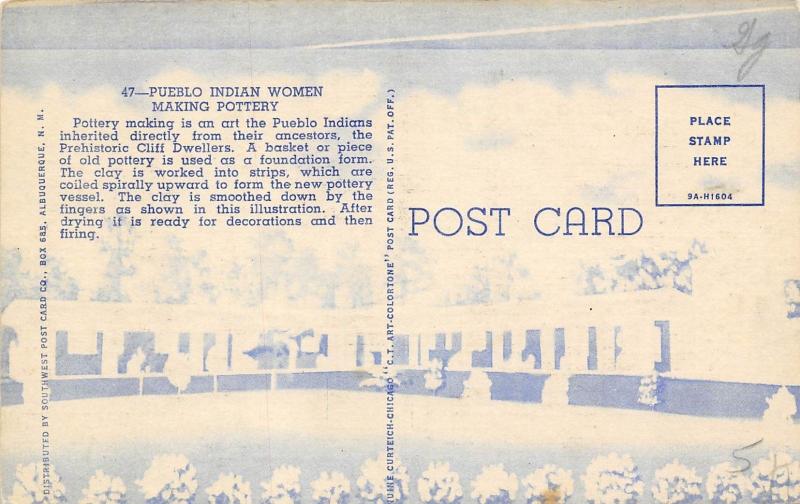 47—PUEBLO INDIAN WOMEN
MAKING POTTERY
Pottery making is an art the Pueblo Indians
inherited directly from their ancestors, the
Prehistoric Cliff Dwellers. A basket or piece
of old pottery is used as a foundation form.
The clay is worked into strips, which are
coiled spirally upward to form the new pottery
vessel. The clay is smoothed down by the
fingers as shown in this illustration. After
drying it is ready for decorations and then
firing.
DISTRIBUTED BY SOUTHWEST POST CARD CO., BOX 685, ALBUQUERQUE, N. M.
CURTEICH-CHICAGO "C.T. ART-COLORTONE" POST CARD (REG. U.S. PAT. OFF.)
POST CARD
PLACE
STAMP
HERE
9A-H1604